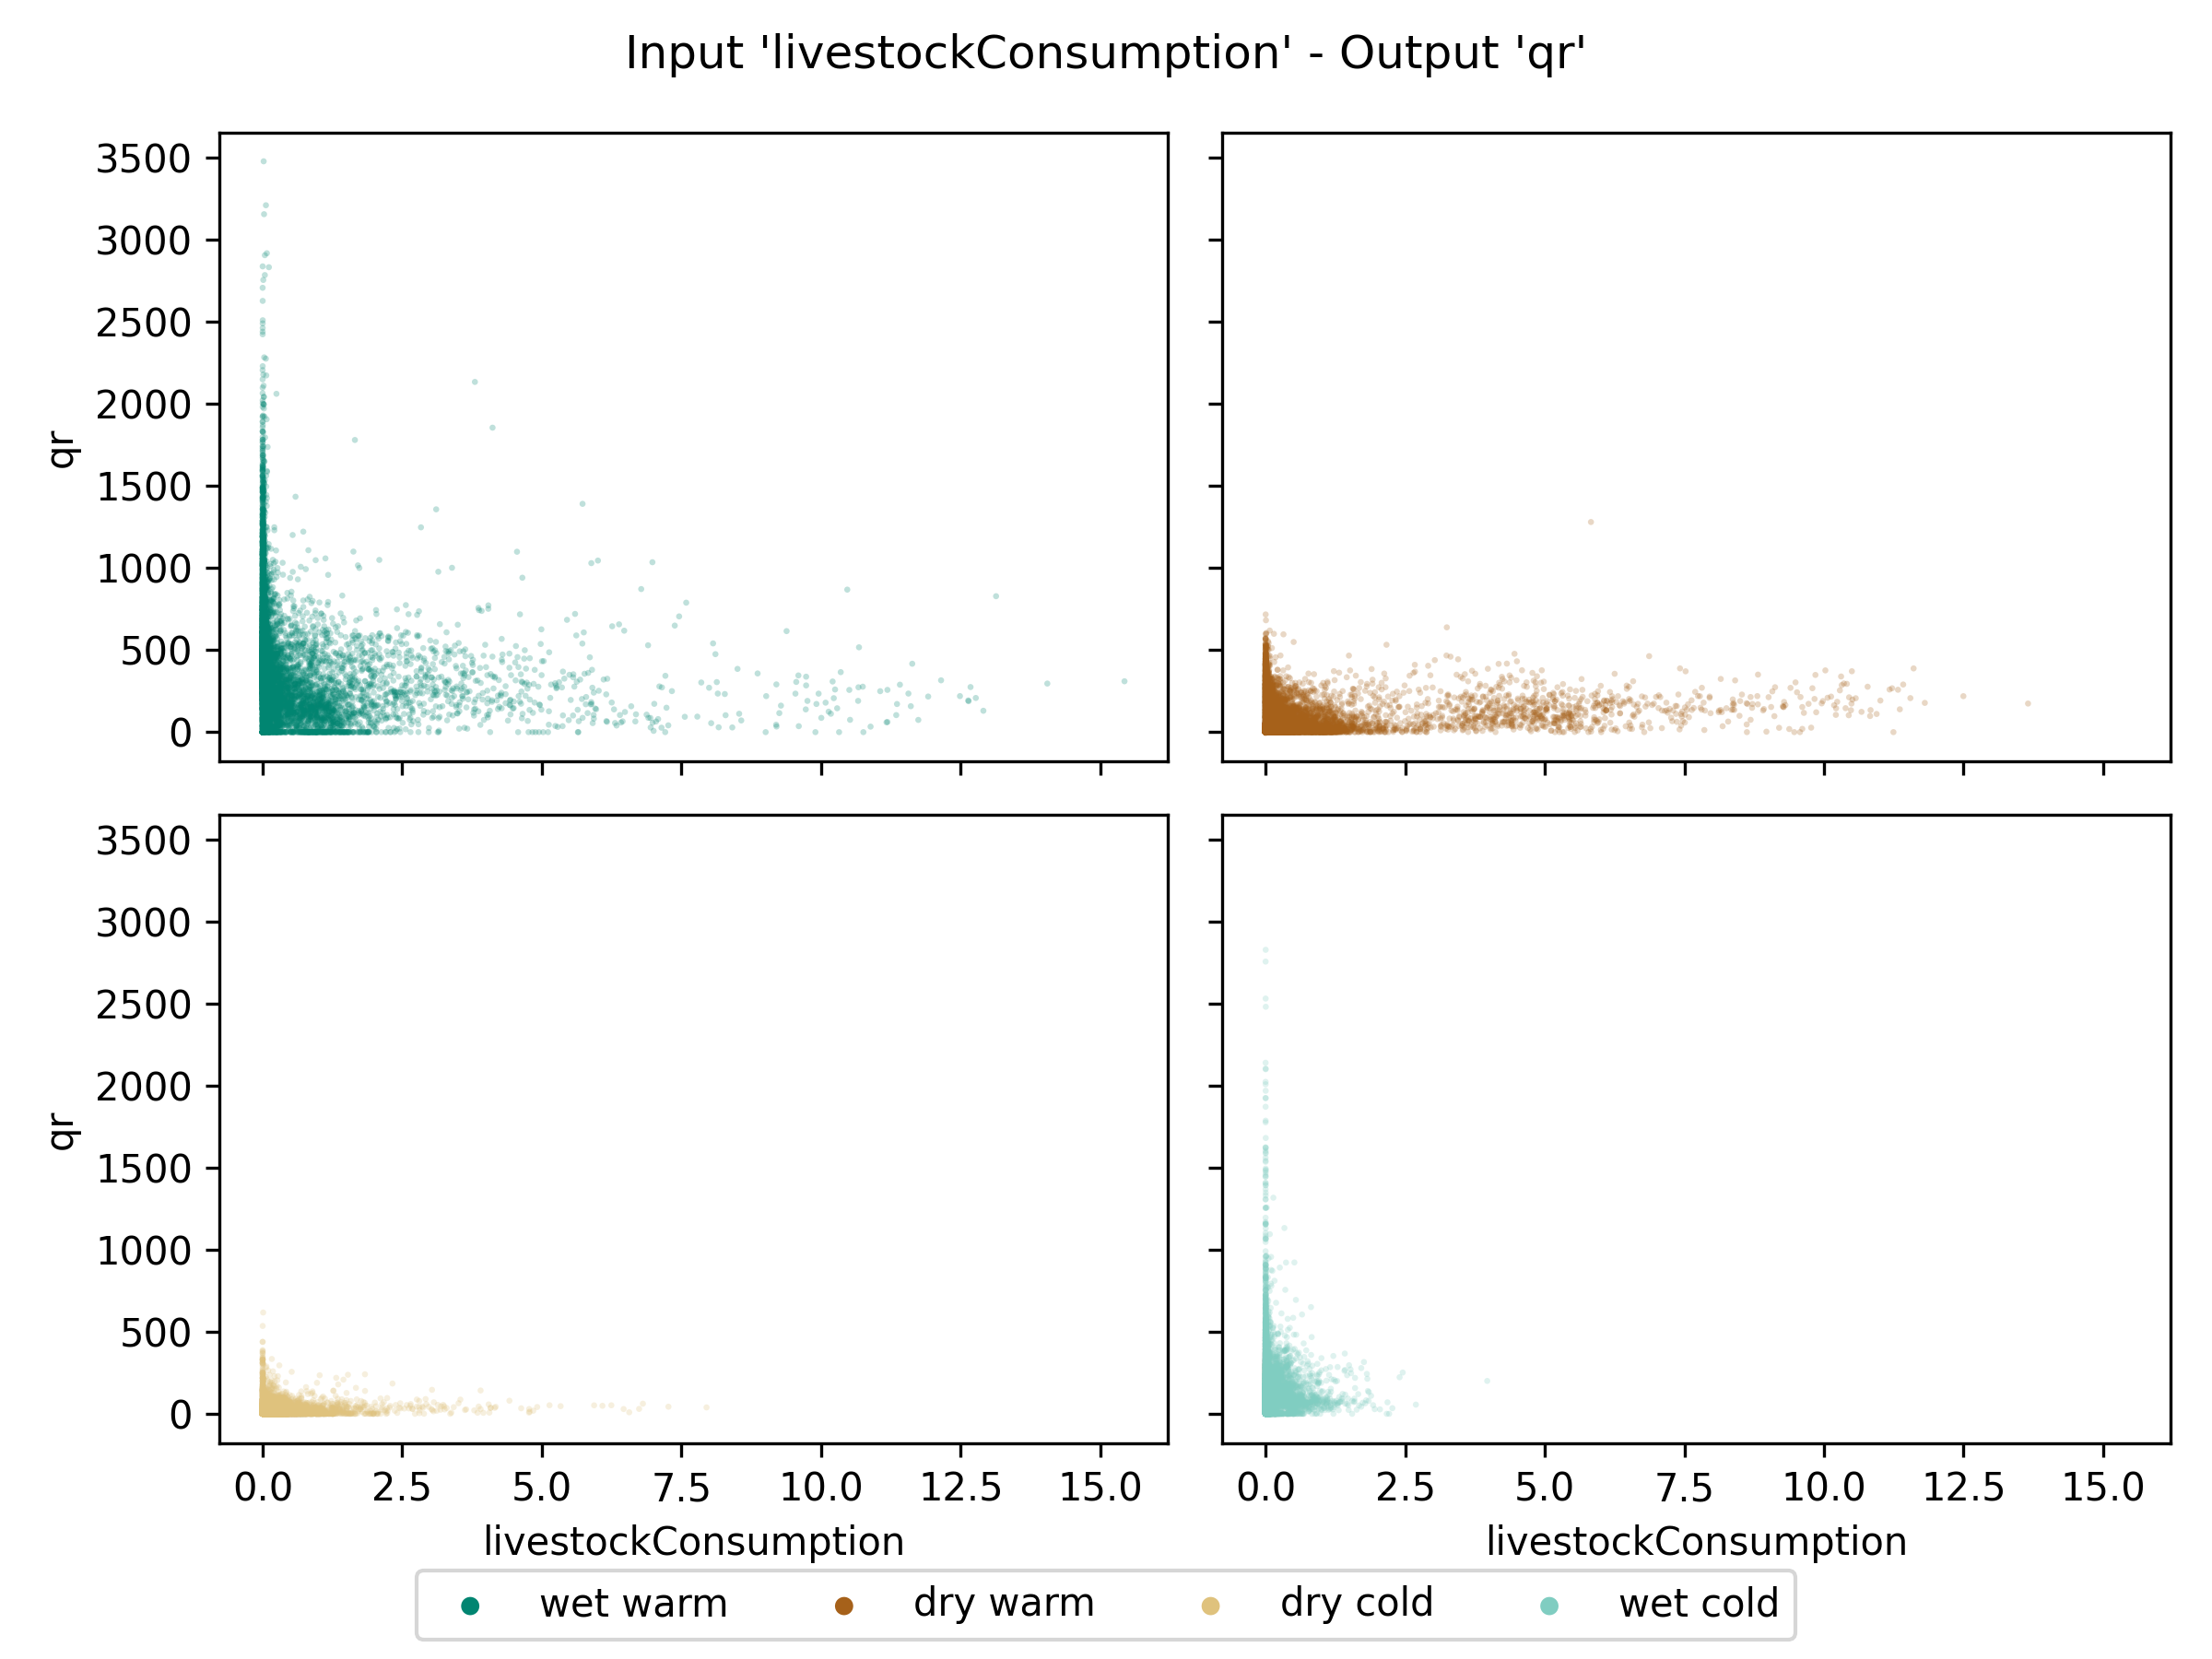 Input 'livestockConsumption' - Output 'qr'
3500
3000
2500
2000
1500
1000
500
0
qr
3500
3000
2500
2000
1500
1000
500
0
qr
0.0 2.5 5.0 7.5 10.0 12.5 15.0
0.0 2.5 5.0 7.5 10.0 12.5 15.0
livestockConsumption
livestockConsumption
wet warm dry warm dry cold wet cold